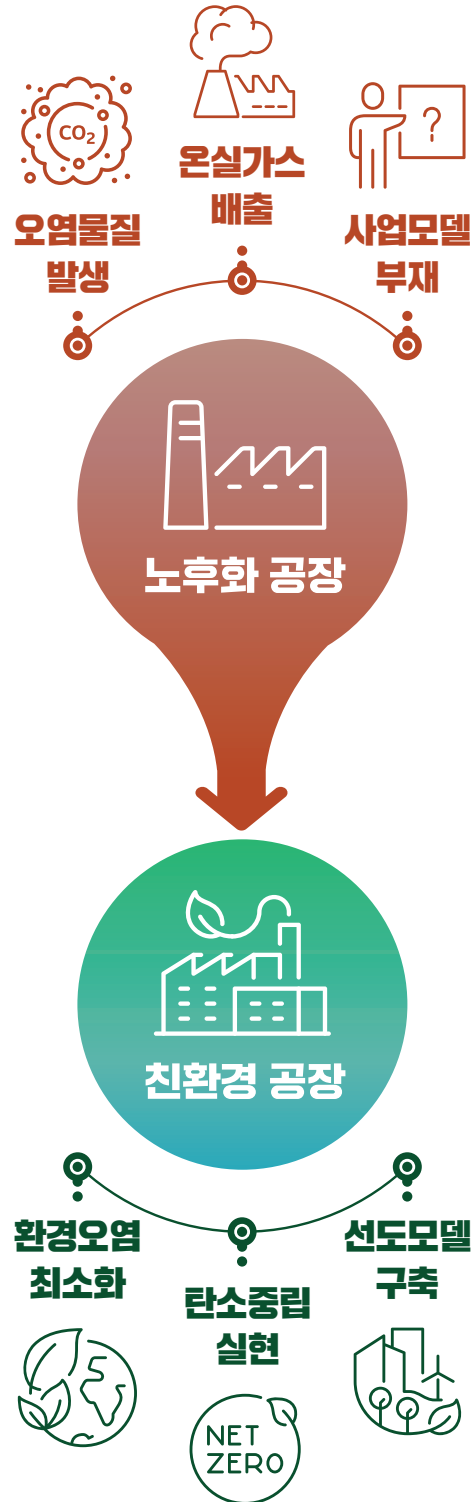 CO₂
오염물질
발생
온실가스
배출
?
사업모델
부재
노후화 공장
친환경 공장
환경오염
최소화
탄소중립
실현
NET
ZERO
선도모델
구축